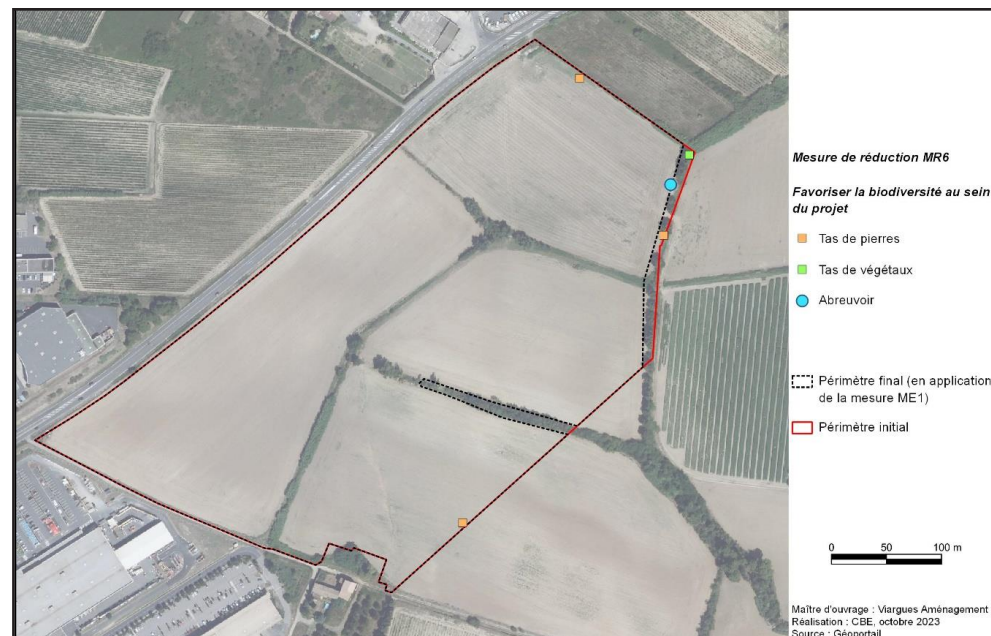 Mesure de réduction MR6
Favoriser la biodiversité au sein
du projet
Tas de pierres
Tas de végétaux
Abreuvoir
Périmètre final (en application
de la mesure ME1)
Périmètre initial
0 50 100 m
Maître d'ouvrage : Viargues Aménagement
Réalisation : CBE, octobre 2023
Source : Géoportail